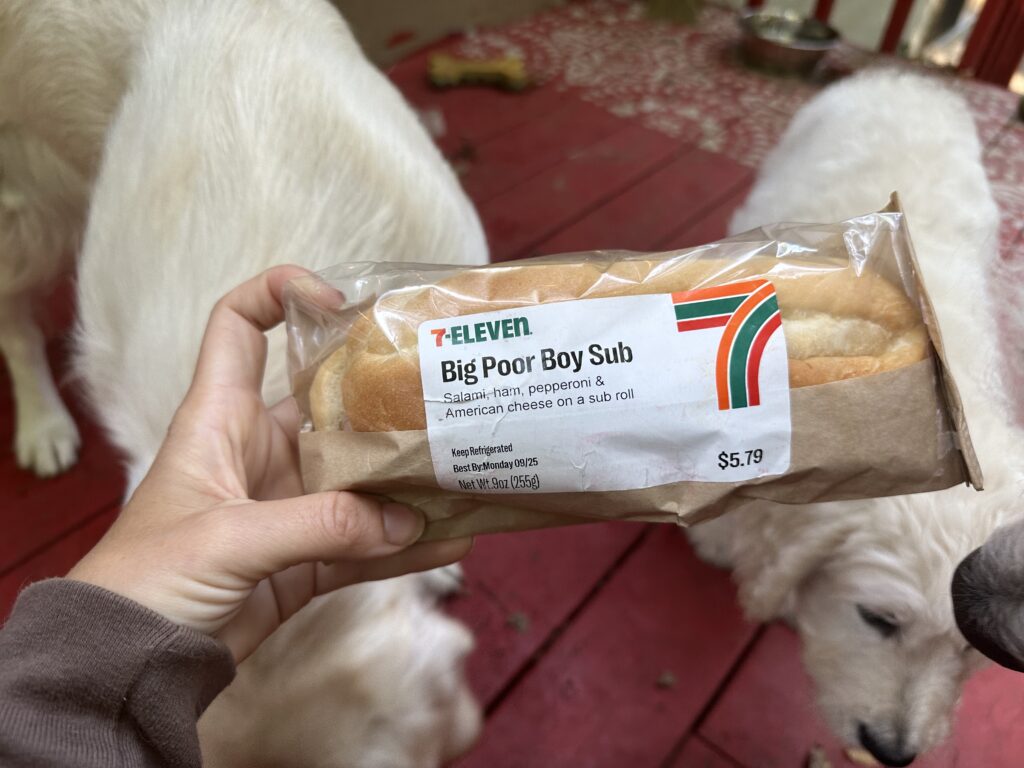 7-ELEVEN.
Big Poor Boy Sub
Salami, ham, pepperoni &
American cheese on a sub roll
Keep Refrigerated
Best By:Monday 09/25
Net Wt.9oz (255g)
$5.79